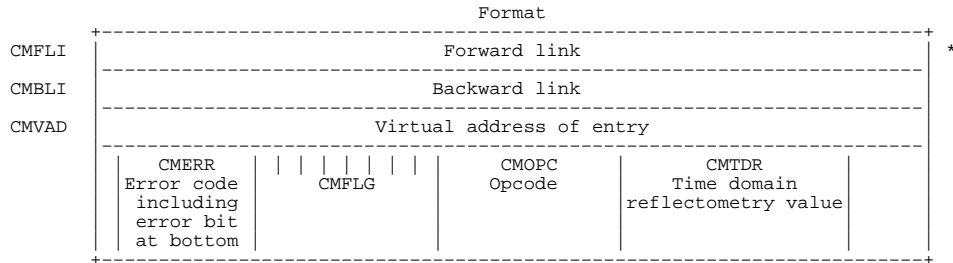 Format
CMFLI Forward link *
CMBLI Backward link
CMVAD Virtual address of entry
CMERR CMOPC CMTDR
Error code CMFLG Opcode Time domain
including reflectometry value
error bit
at bottom